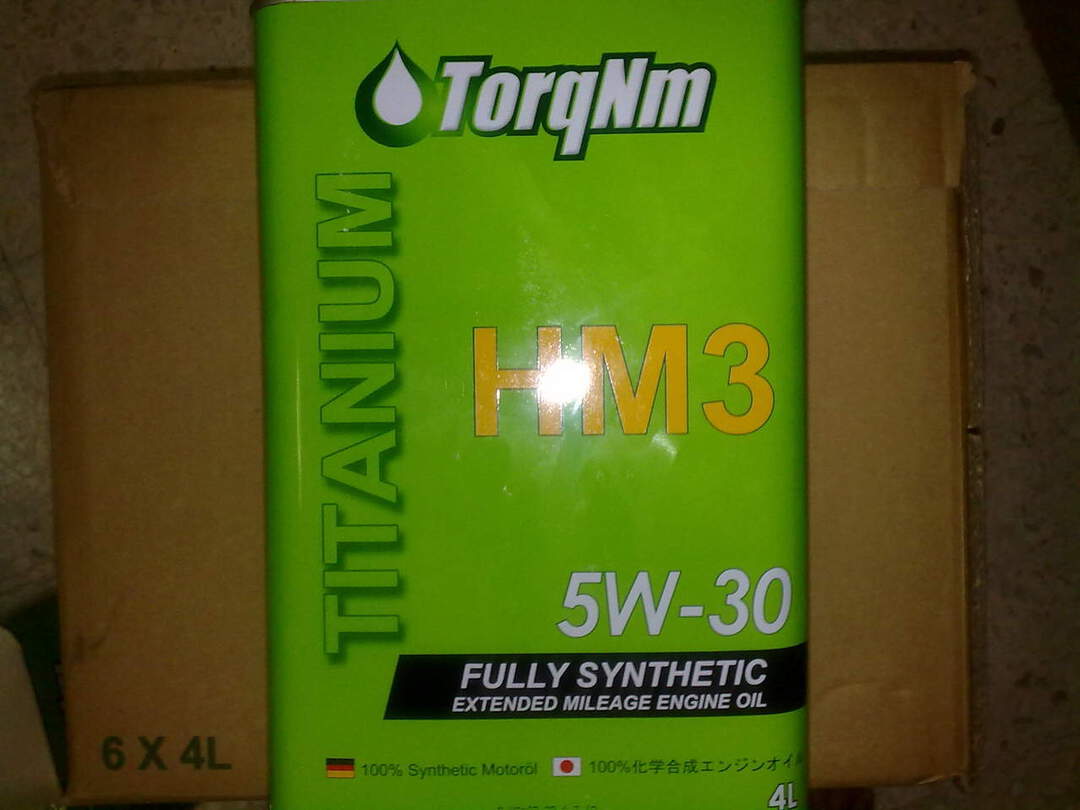 TorqNm
TITANIUM
HM3
5W-30
FULLY SYNTHETIC
EXTENDED MILEAGE ENGINE OIL
100% Synthetic Motoröl
100%化学合成エンジンオイル
4L
6 X 4L